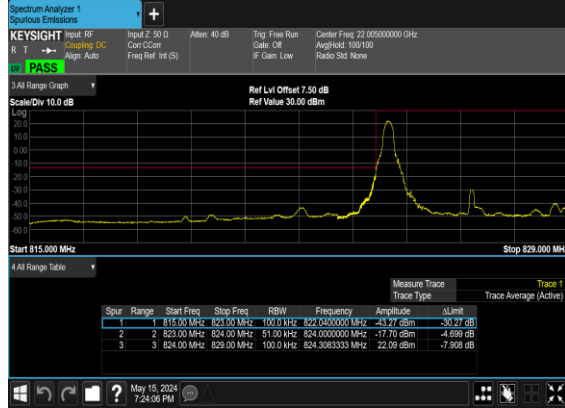 Spectrum Analyzer 1
Spurious Emissions
+
KEYSIGHT Input: RF Input Z: 50 Ω Atten: 40 dB Trig: Free Run Center Freq: 22.005000000 GHz
R T Coupling: DC Corr CCorr Gate: Off Avg|Hold: 100/100
Align: Auto Freq Ref: Int (S) IF Gain: Low Radio Std: None
PASS
3 All Range Graph
Ref Lvl Offset 7.50 dB
Scale/Div 10.0 dB Ref Value 30.00 dBm
Log
20.0
10.0
0.00
-10.0
-20.0
-30.0
-40.0
-50.0
-60.0
Start 815.000 MHz Stop 829.000 MH
4 All Range Table
Measure Trace Trace 1
Trace Type Trace Average (Active)
Spur Range Start Freq Stop Freq RBW Frequency Amplitude ΔLimit
1 1 815.00 MHz 823.00 MHz 100.0 kHz 822.0400000 MHz -43.27 dBm -30.27 dB
2 2 823.00 MHz 824.00 MHz 51.00 kHz 824.0000000 MHz -17.70 dBm -4.699 dB
3 3 824.00 MHz 829.00 MHz 100.0 kHz 824.3083333 MHz 22.09 dBm -7.908 dB
? May 15, 2024
7:24:06 PM